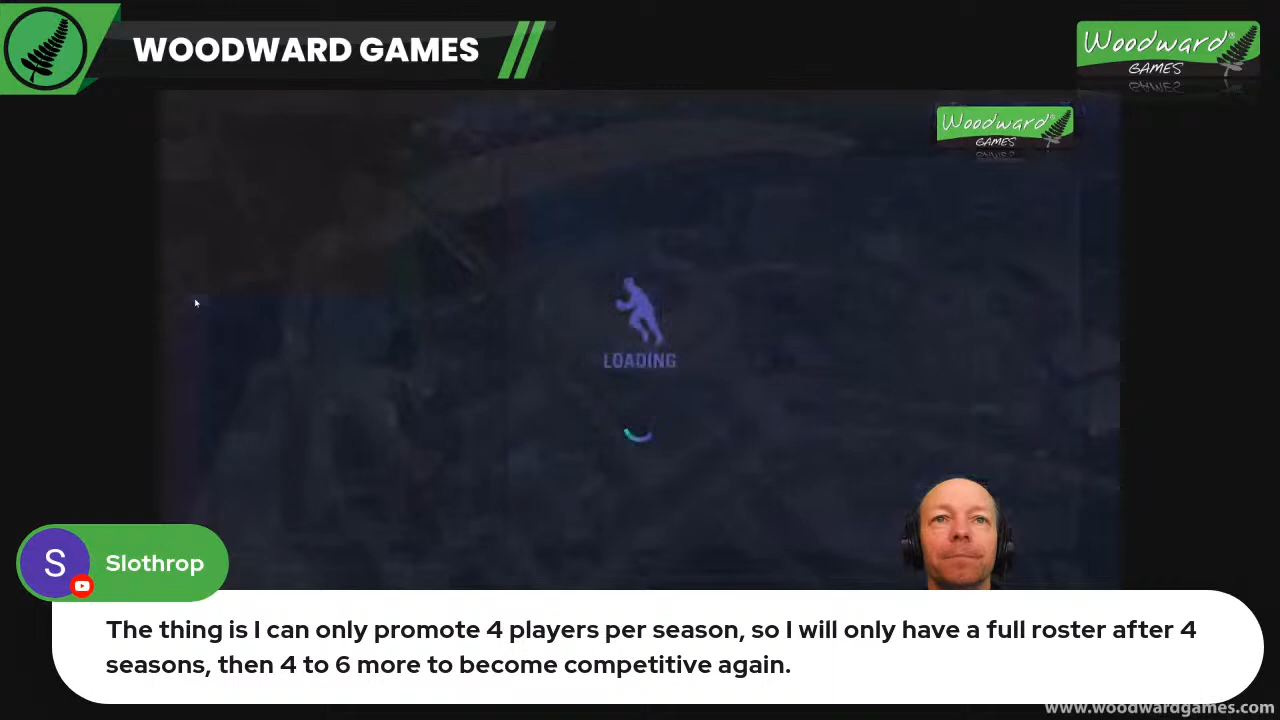 WOODWARD GAMES
Woodward®
GAMES
Woodward®
GAMES
LOADING
S
Slothrop
The thing is I can only promote 4 players per season, so I will only have a full roster after 4
seasons, then 4 to 6 more to become competitive again.
www.woodwardgames.com